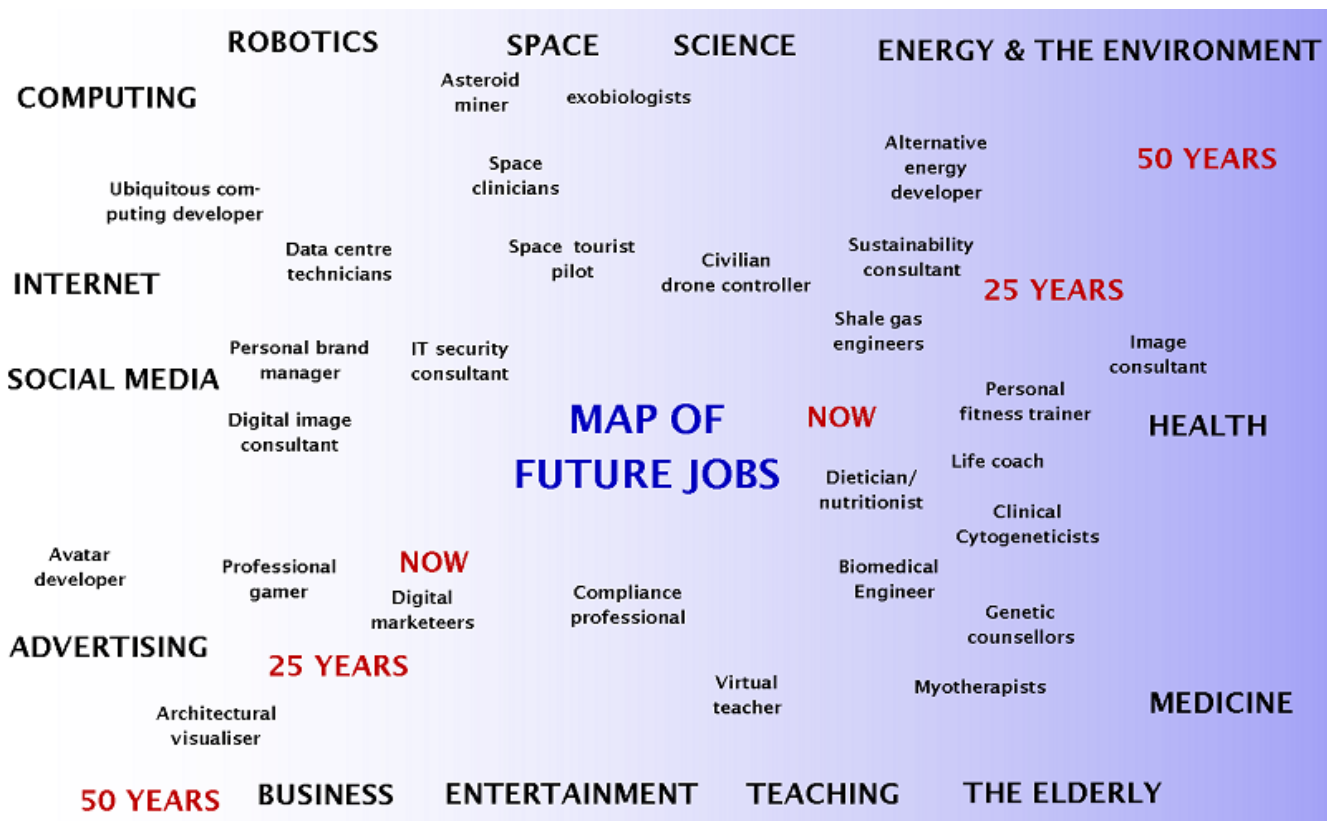 ROBOTICS
SPACE
SCIENCE
ENERGY & THE ENVIRONMENT
COMPUTING
Asteroid
miner
exobiologists
Alternative
energy
developer
50 YEARS
Space
clinicians
Ubiquitous com-
puting developer
Data centre
technicians
Space tourist
pilot
Civilian
drone controller
Sustainability
consultant
INTERNET
25 YEARS
Shale gas
engineers
Image
consultant
Personal brand
manager
IT security
consultant
SOCIAL MEDIA
Personal
fitness trainer
Digital image
consultant
MAP OF
FUTURE JOBS
NOW
HEALTH
Life coach
Dietician/
nutritionist
Clinical
Cytogeneticists
Avatar
developer
Professional
gamer
NOW
Digital
marketeers
Compliance
professional
Biomedical
Engineer
Genetic
counsellors
ADVERTISING
25 YEARS
Virtual
teacher
Myotherapists
MEDICINE
Architectural
visualiser
50 YEARS
BUSINESS
ENTERTAINMENT
TEACHING
THE ELDERLY